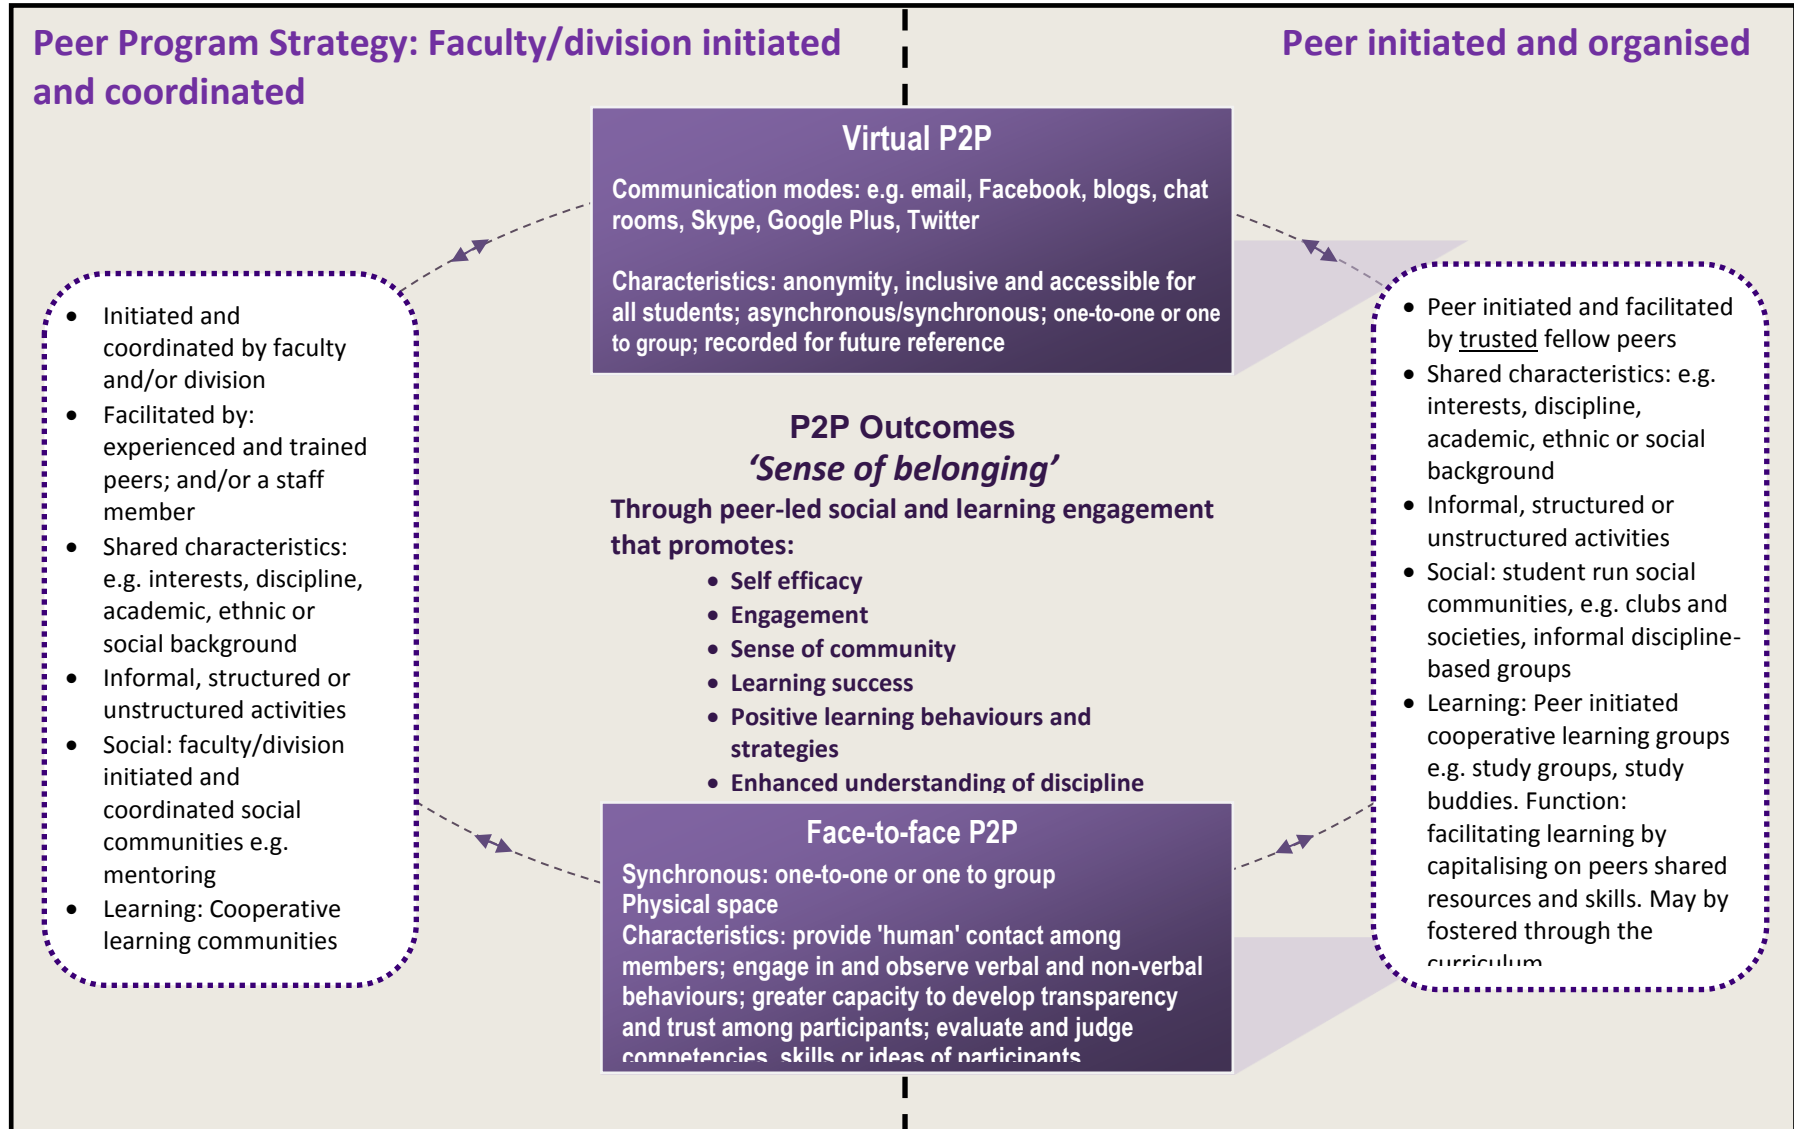 Peer Program Strategy: Faculty/division initiated
and coordinated
Peer initiated and organised
Virtual P2P
Communication modes: e.g. email, Facebook, blogs, chat
rooms, Skype, Google Plus, Twitter
Characteristics: anonymity, inclusive and accessible for
all students; asynchronous/synchronous; one-to-one or one
to group; recorded for future reference
• Initiated and
coordinated by faculty
and/or division
• Facilitated by:
experienced and trained
peers; and/or a staff
member
• Shared characteristics:
e.g. interests, discipline,
academic, ethnic or
social background
• Informal, structured or
unstructured activities
• Social: faculty/division
initiated and
coordinated social
communities e.g.
mentoring
• Learning: Cooperative
learning communities
P2P Outcomes
‘Sense of belonging’
Through peer-led social and learning engagement
that promotes:
• Self efficacy
• Engagement
• Sense of community
• Learning success
• Positive learning behaviours and
strategies
• Enhanced understanding of discipline
Face-to-face P2P
Synchronous: one-to-one or one to group
Physical space
Characteristics: provide 'human' contact among
members; engage in and observe verbal and non-verbal
behaviours; greater capacity to develop transparency
and trust among participants; evaluate and judge
competencies, skills or ideas of participants
• Peer initiated and facilitated
by trusted fellow peers
• Shared characteristics: e.g.
interests, discipline,
academic, ethnic or social
background
• Informal, structured or
unstructured activities
• Social: student run social
communities, e.g. clubs and
societies, informal discipline-
based groups
• Learning: Peer initiated
cooperative learning groups
e.g. study groups, study
buddies. Function:
facilitating learning by
capitalising on peers shared
resources and skills. May by
fostered through the
curriculum